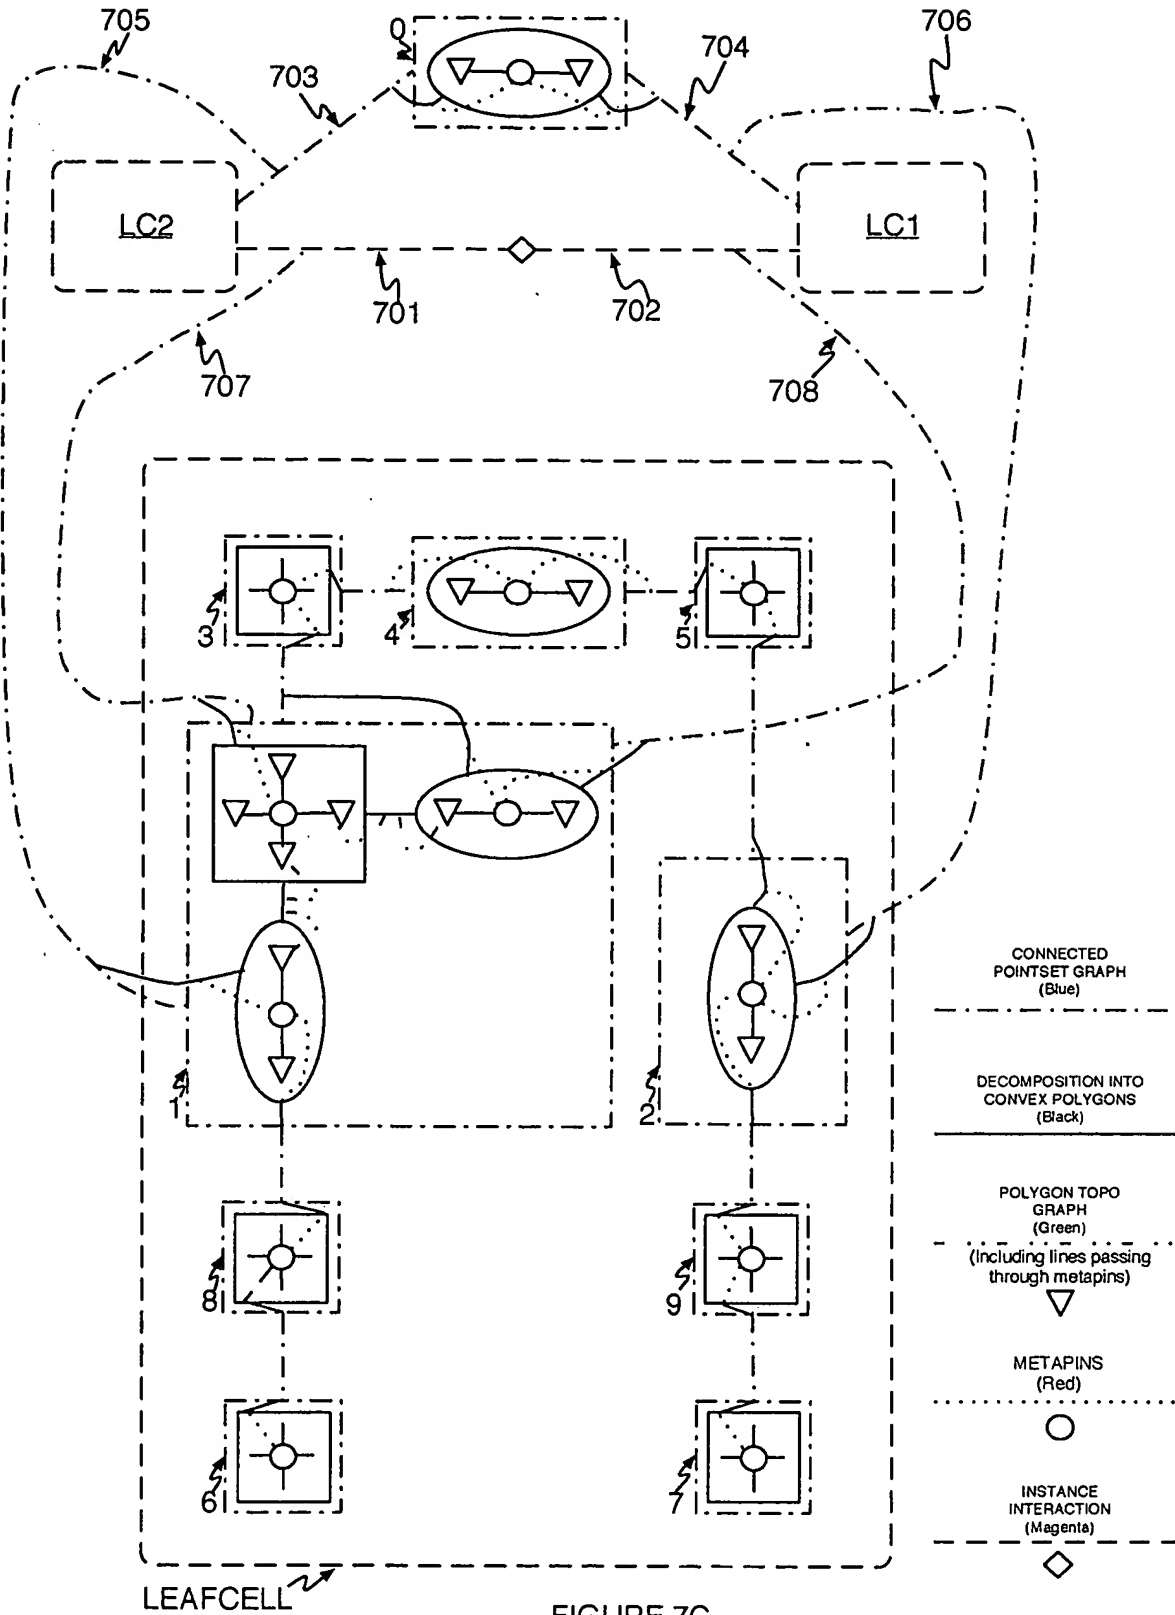 705
0
706
703
704
LC2
LC1
701
702
707
708
3
4
5
1
2
CONNECTED
POINTSET GRAPH
(Blue)
DECOMPOSITION INTO
CONVEX POLYGONS
(Black)
POLYGON TOPO
GRAPH
(Green)
(Including lines passing
through metapins)
8
9
METAPINS
(Red)
6
7
INSTANCE
INTERACTION
(Magenta)
LEAFCELL
FIGURE 7C